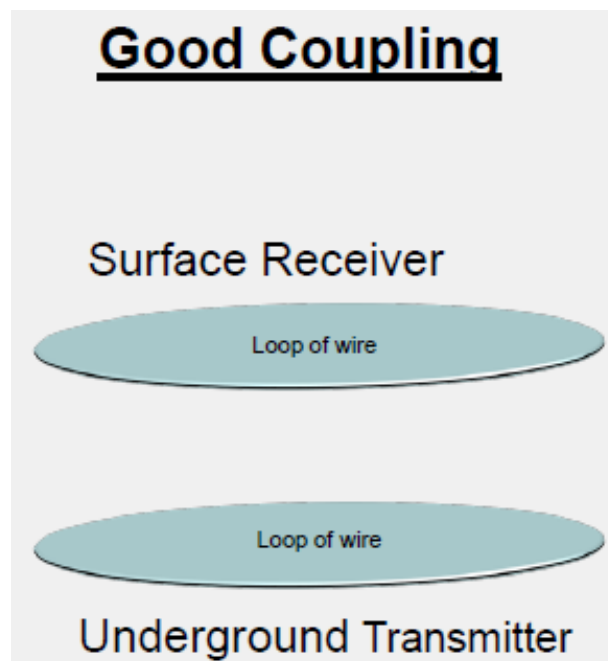 Good Coupling
Surface Receiver
Loop of wire
Loop of wire
Underground Transmitter